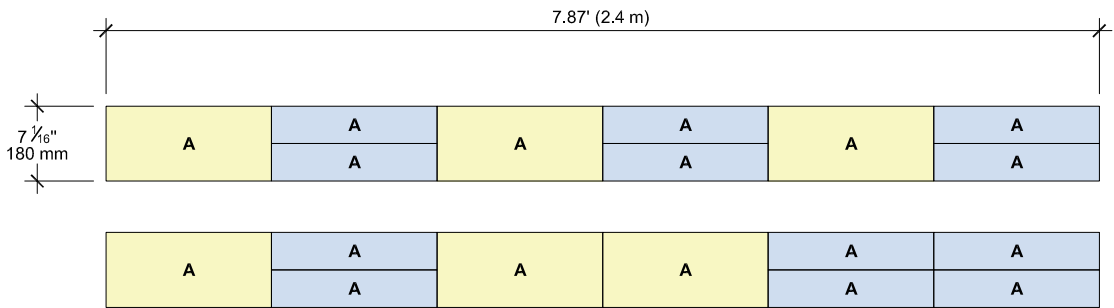 7.87' (2.4 m)
7 1/16"
180 mm
A A A A A A
A A A
A A A A A A
A A A